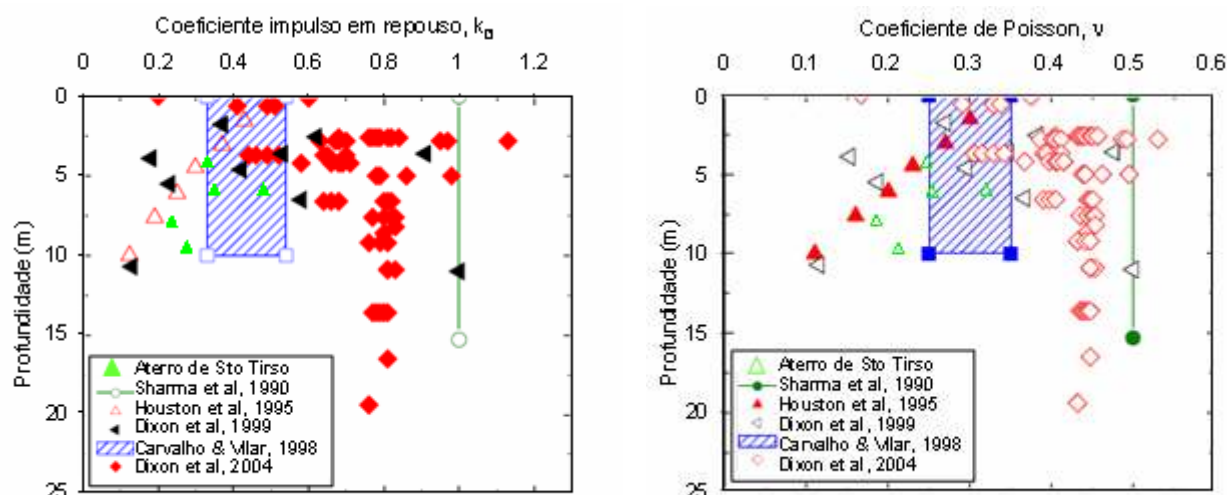 Coeficiente impulso em repouso, k₀
0 0.2 0.4 0.6 0.8 1 1.2
Profundidade (m)
0
5
10
15
20
25
Aterro de Sto Tirso
Sharma et al, 1990
Houston et al, 1995
Dixon et al, 1999
Carvalho & Vilar, 1998
Dixon et al, 2004
Coeficiente de Poisson, ν
0 0.1 0.2 0.3 0.4 0.5 0.6
Profundidade (m)
0
5
10
15
20
25
Aterro de Sto Tirso
Sharma et al, 1990
Houston et al, 1995
Dixon et al, 1999
Carvalho & Vilar, 1998
Dixon et al, 2004